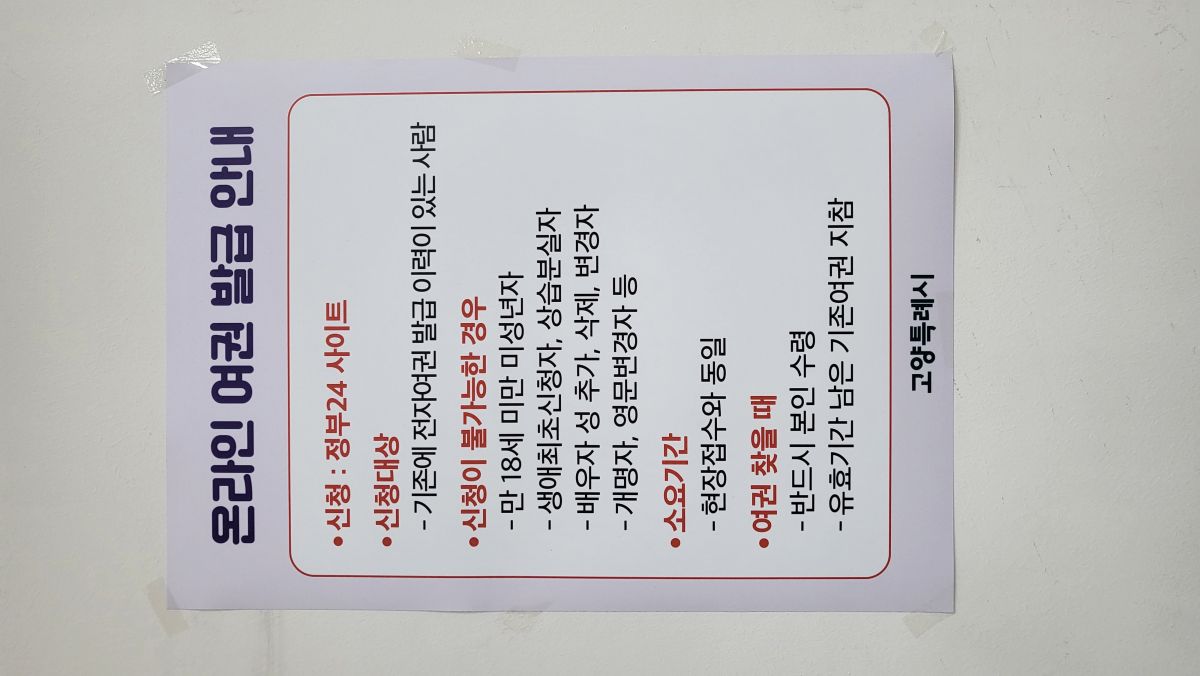 온라인 여권 발급 안내
•신청 : 정부24 사이트
•신청대상
- 기존에 전자여권 발급 이력이 있는 사람
•신청이 불가능한 경우
- 만 18세 미만 미성년자
- 생애최초신청자, 상습분실자
- 배우자 성 추가, 삭제, 변경자
- 개명자, 영문변경자 등
•소요기간
- 현장접수와 동일
•여권 찾을 때
- 반드시 본인 수령
- 유효기간 남은 기존여권 지참
고양특례시